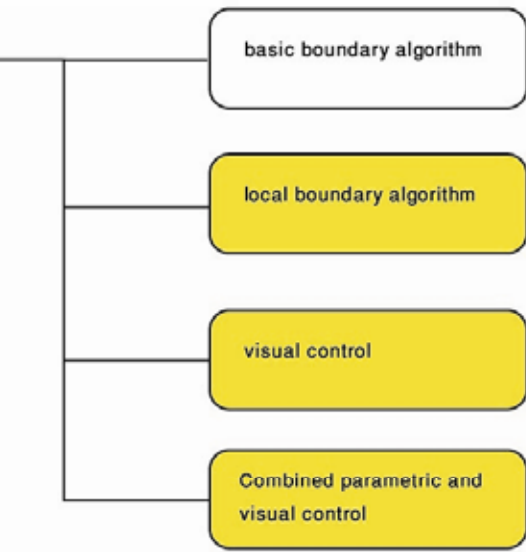 basic boundary algorithm
local boundary algorithm
visual control
Combined parametric and
visual control